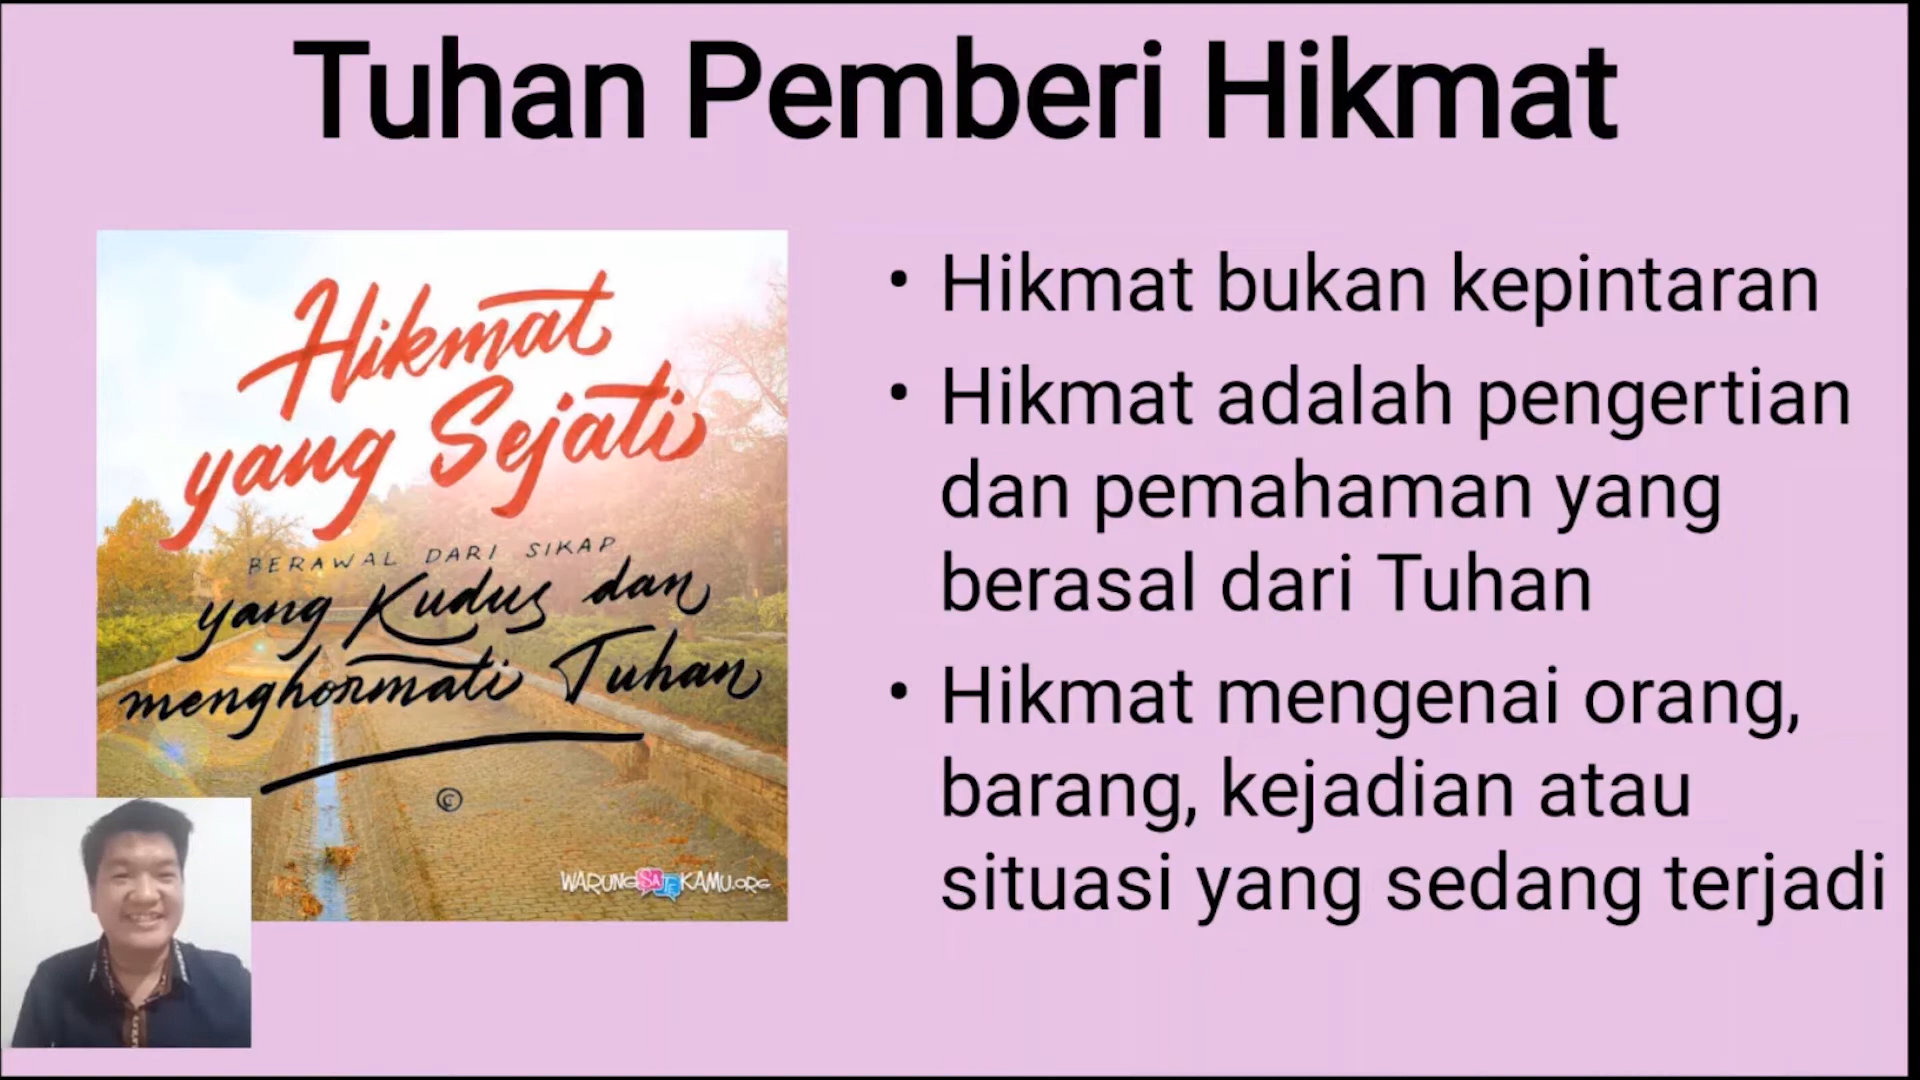 Tuhan Pemberi Hikmat
Hikmat
yang Sejati
BERAWAL DARI SIKAP
yang Kudus dan
menghormati Tuhan
©
WARUNGSATEKAMU.ORG
• Hikmat bukan kepintaran
• Hikmat adalah pengertian
dan pemahaman yang
berasal dari Tuhan
• Hikmat mengenai orang,
barang, kejadian atau
situasi yang sedang terjadi